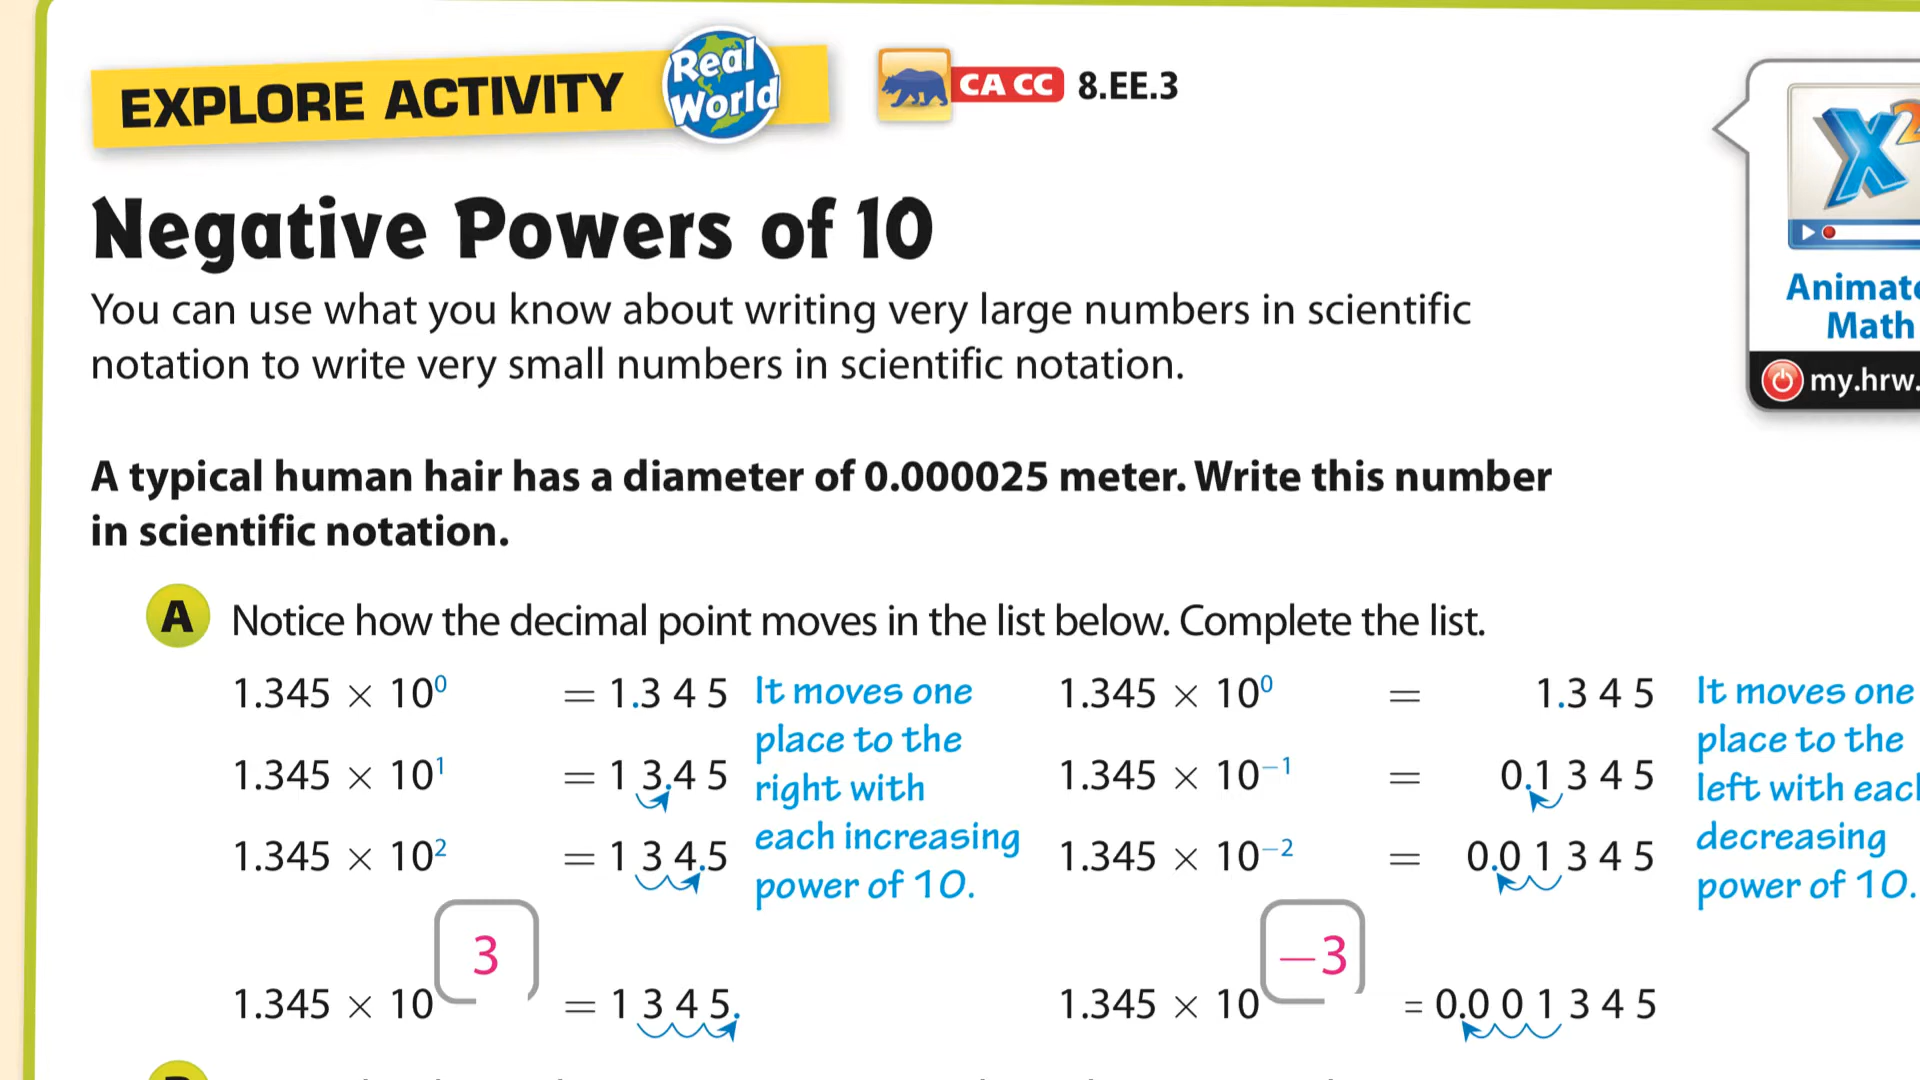 EXPLORE ACTIVITY
Real
World
CA CC 8.EE.3
X2
Animate
Math
my.hrw.
Negative Powers of 10
You can use what you know about writing very large numbers in scientific
notation to write very small numbers in scientific notation.
A typical human hair has a diameter of 0.000025 meter. Write this number
in scientific notation.
A Notice how the decimal point moves in the list below. Complete the list.
1.345 × 10⁰ = 1.3 4 5
1.345 × 10¹ = 1 3.4 5
1.345 × 10² = 1 3 4.5
1.345 × 10³ = 1 3 4 5.
It moves one
place to the
right with
each increasing
power of 10.
1.345 × 10⁰ = 1.3 4 5
1.345 × 10⁻¹ = 0.1 3 4 5
1.345 × 10⁻² = 0.0 1 3 4 5
1.345 × 10⁻³ = 0.0 0 1 3 4 5
It moves one
place to the
left with each
decreasing
power of 10.